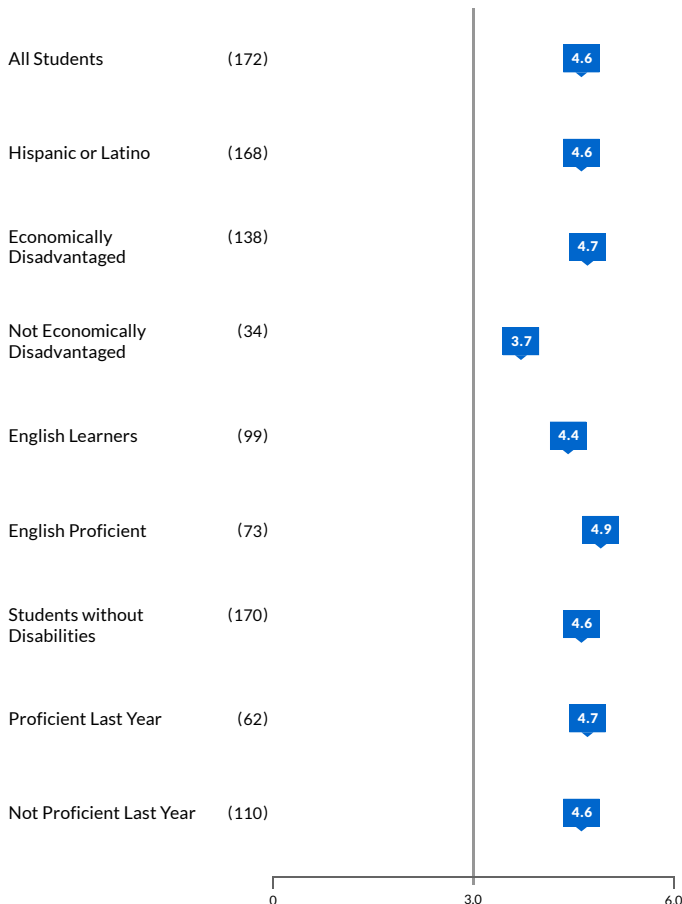 All Students (172) 4.6
Hispanic or Latino (168) 4.6
Economically (138)
Disadvantaged
4.7
Not Economically (34)
Disadvantaged
3.7
English Learners (99) 4.4
English Proficient (73) 4.9
Students without (170)
Disabilities
4.6
Proficient Last Year (62) 4.7
Not Proficient Last Year (110) 4.6
0 3.0 6.0